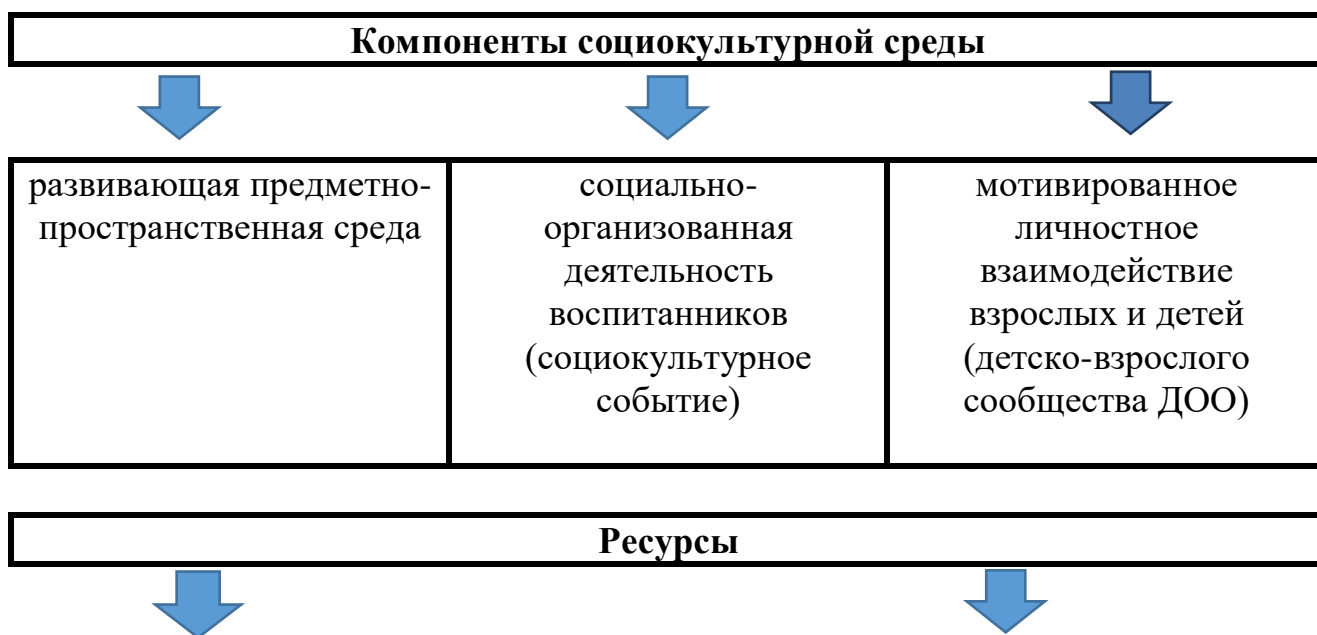 Компоненты социокультурной среды
развивающая предметно-
пространственная среда
социально-
организованная
деятельность
воспитанников
(социокультурное
событие)
мотивированное
личностное
взаимодействие
взрослых и детей
(детско-взрослого
сообщества ДОО)
Ресурсы